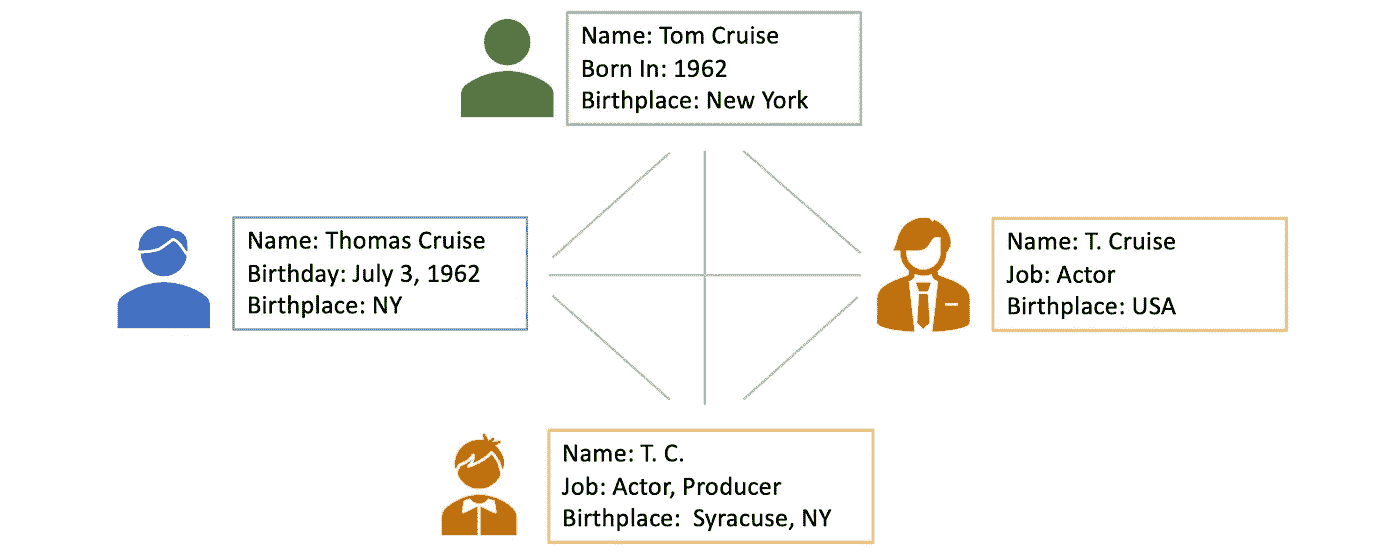 Name: Tom Cruise
Born In: 1962
Birthplace: New York
Name: Thomas Cruise
Birthday: July 3, 1962
Birthplace: NY
Name: T. Cruise
Job: Actor
Birthplace: USA
Name: T. C.
Job: Actor, Producer
Birthplace: Syracuse, NY